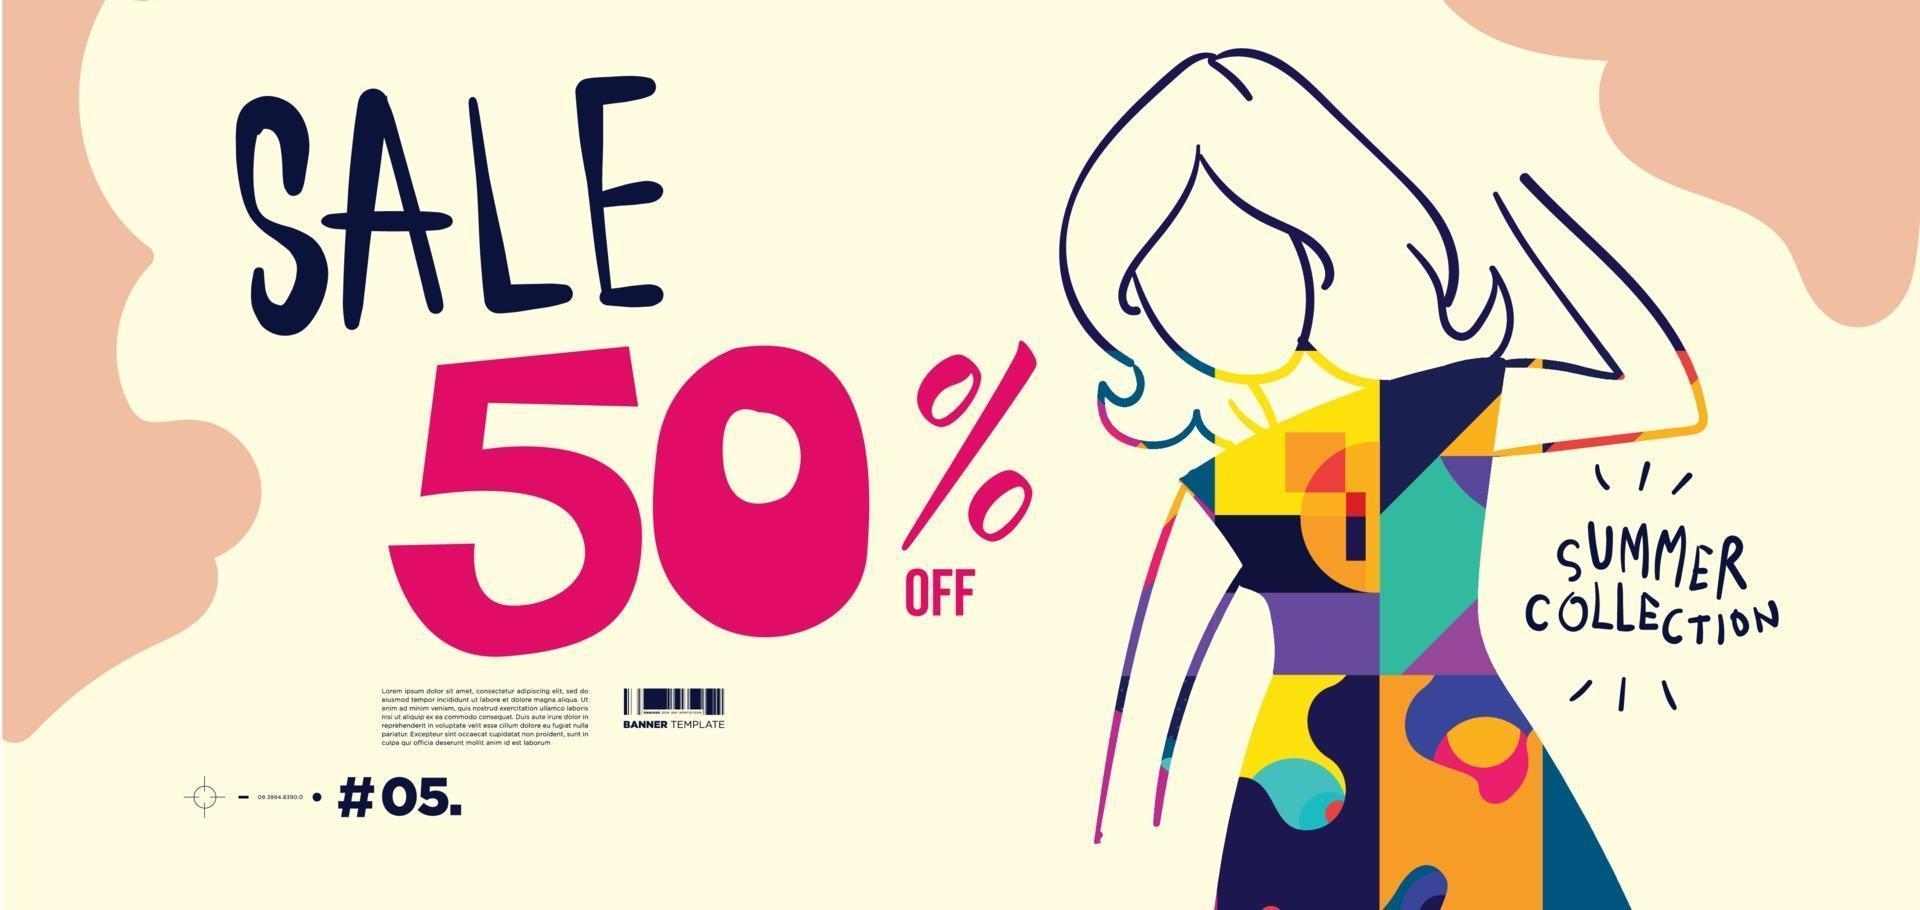 SALE
50%
OFF
SUMMER
COLLECTION
Lorem ipsum dolor sit amet, consectetur adipiscing elit, sed do
eiusmod tempor incididunt ut labore et dolore magna aliqua. Ut
enim ad minim veniam, quis nostrud exercitation ullamco laboris
nisi ut aliquip ex ea commodo consequat. Duis aute irure dolor in
reprehenderit in voluptate velit esse cillum dolore eu fugiat nulla
pariatur. Excepteur sint occaecat cupidatat non proident, sunt in
culpa qui officia deserunt mollit anim id est laborum
BANNER TEMPLATE
09.3894.8390.0
#05.